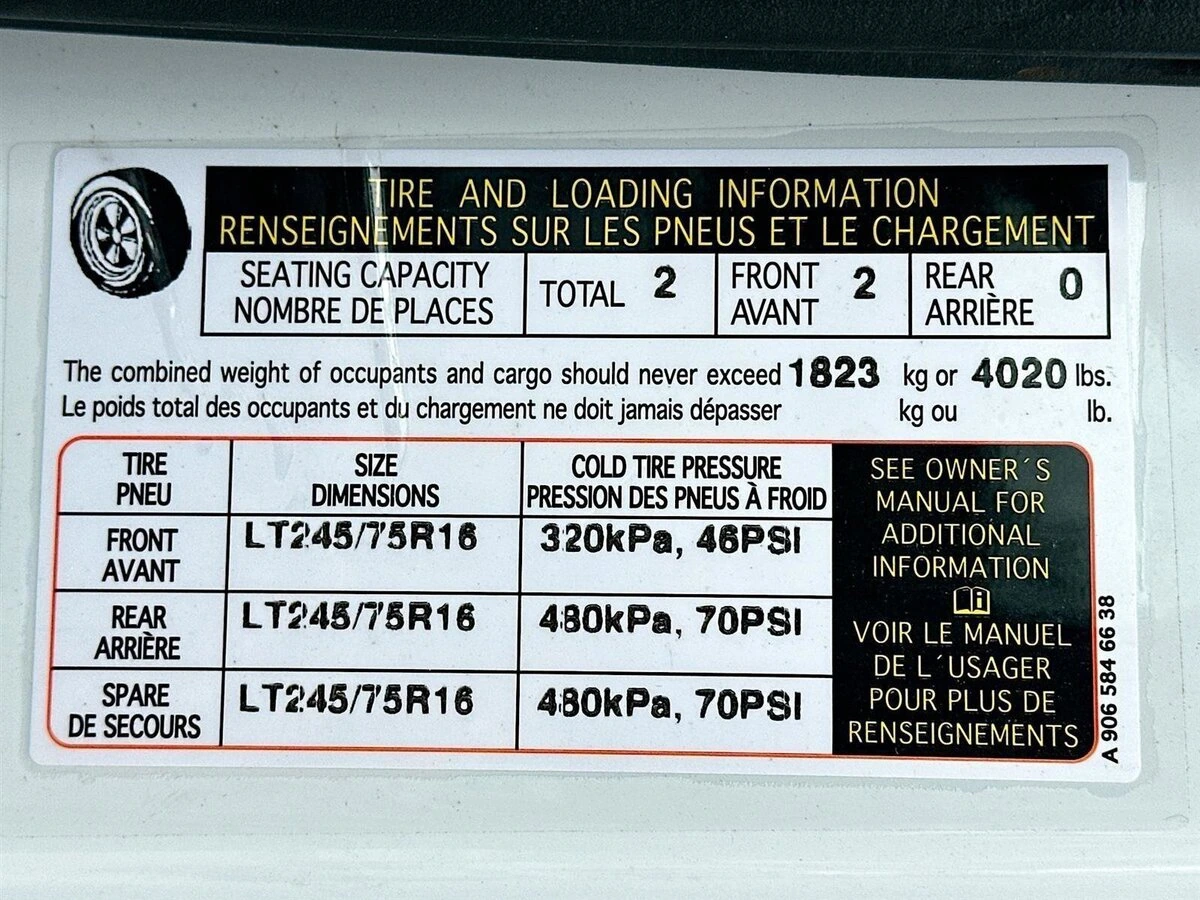 TIRE AND LOADING INFORMATION
RENSEIGNEMENTS SUR LES PNEUS ET LE CHARGEMENT
SEATING CAPACITY
NOMBRE DE PLACES
TOTAL 2
FRONT 2
AVANT
REAR 0
ARRIÈRE
The combined weight of occupants and cargo should never exceed 1823 kg or 4020 lbs.
Le poids total des occupants et du chargement ne doit jamais dépasser kg ou lb.
TIRE
PNEU
SIZE
DIMENSIONS
COLD TIRE PRESSURE
PRESSION DES PNEUS À FROID
FRONT
AVANT
LT245/75R16
320kPa, 46PSI
REAR
ARRIÈRE
LT245/75R16
480kPa, 70PSI
SPARE
DE SECOURS
LT245/75R16
480kPa, 70PSI
SEE OWNER´S
MANUAL FOR
ADDITIONAL
INFORMATION
VOIR LE MANUEL
DE L´USAGER
POUR PLUS DE
RENSEIGNEMENTS
A 906 584 66 38